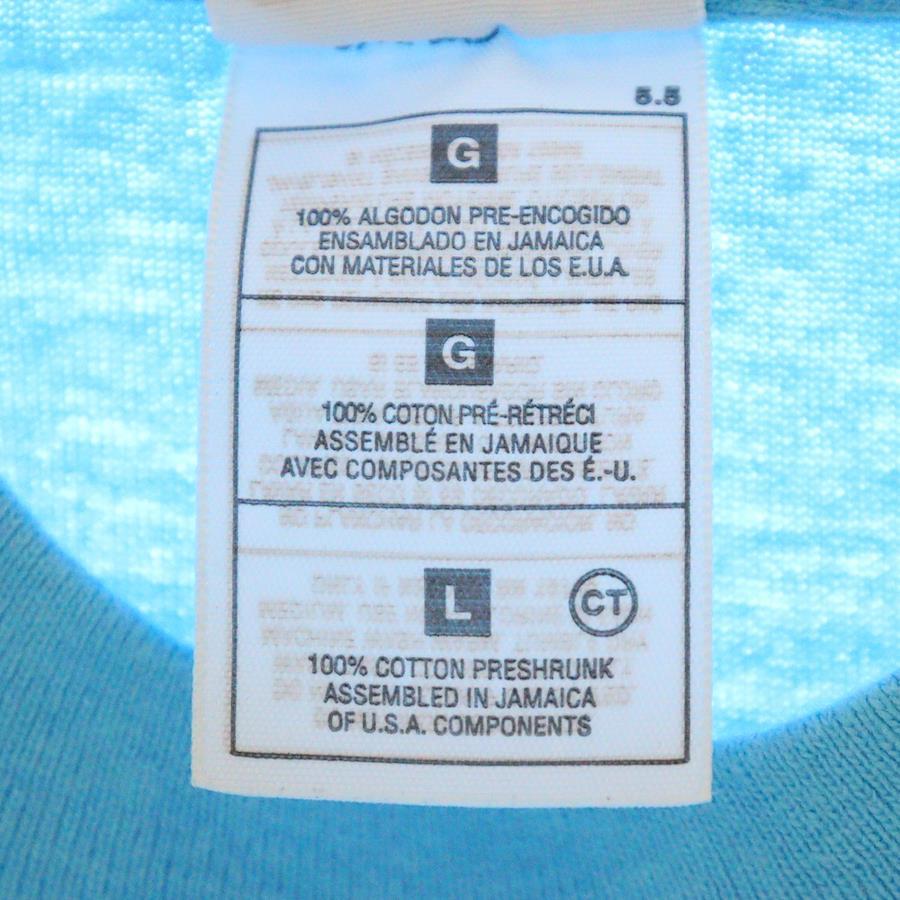 5.5
G
100% ALGODON PRE-ENCOGIDO
ENSAMBLADO EN JAMAICA
CON MATERIALES DE LOS E.U.A.
G
100% COTON PRÉ-RÉTRÉCI
ASSEMBLÉ EN JAMAIQUE
AVEC COMPOSANTES DES É.-U.
L CT
100% COTTON PRESHRUNK
ASSEMBLED IN JAMAICA
OF U.S.A. COMPONENTS